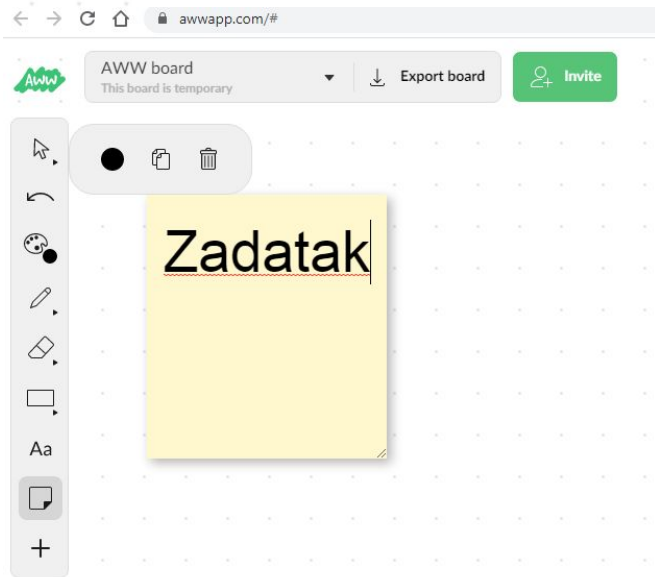 awwapp.com/#
AWW
AWW board
This board is temporary
Export board
Invite
Zadatak
Aa